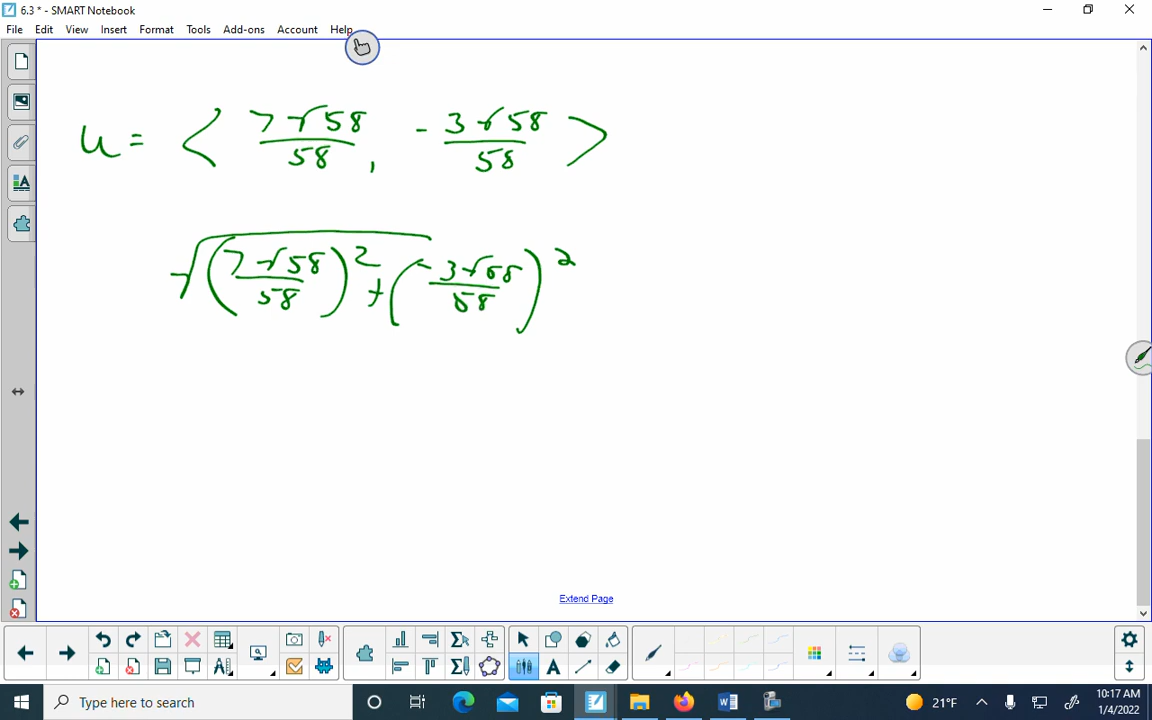 6.3 * - SMART Notebook
File Edit View Insert Format Tools Add-ons Account Help
u = < 7√58/58, -3√58/58 >
√(7√58/58)² + (-3√58/58)²
Extend Page
Type here to search
21°F
10:17 AM
1/4/2022